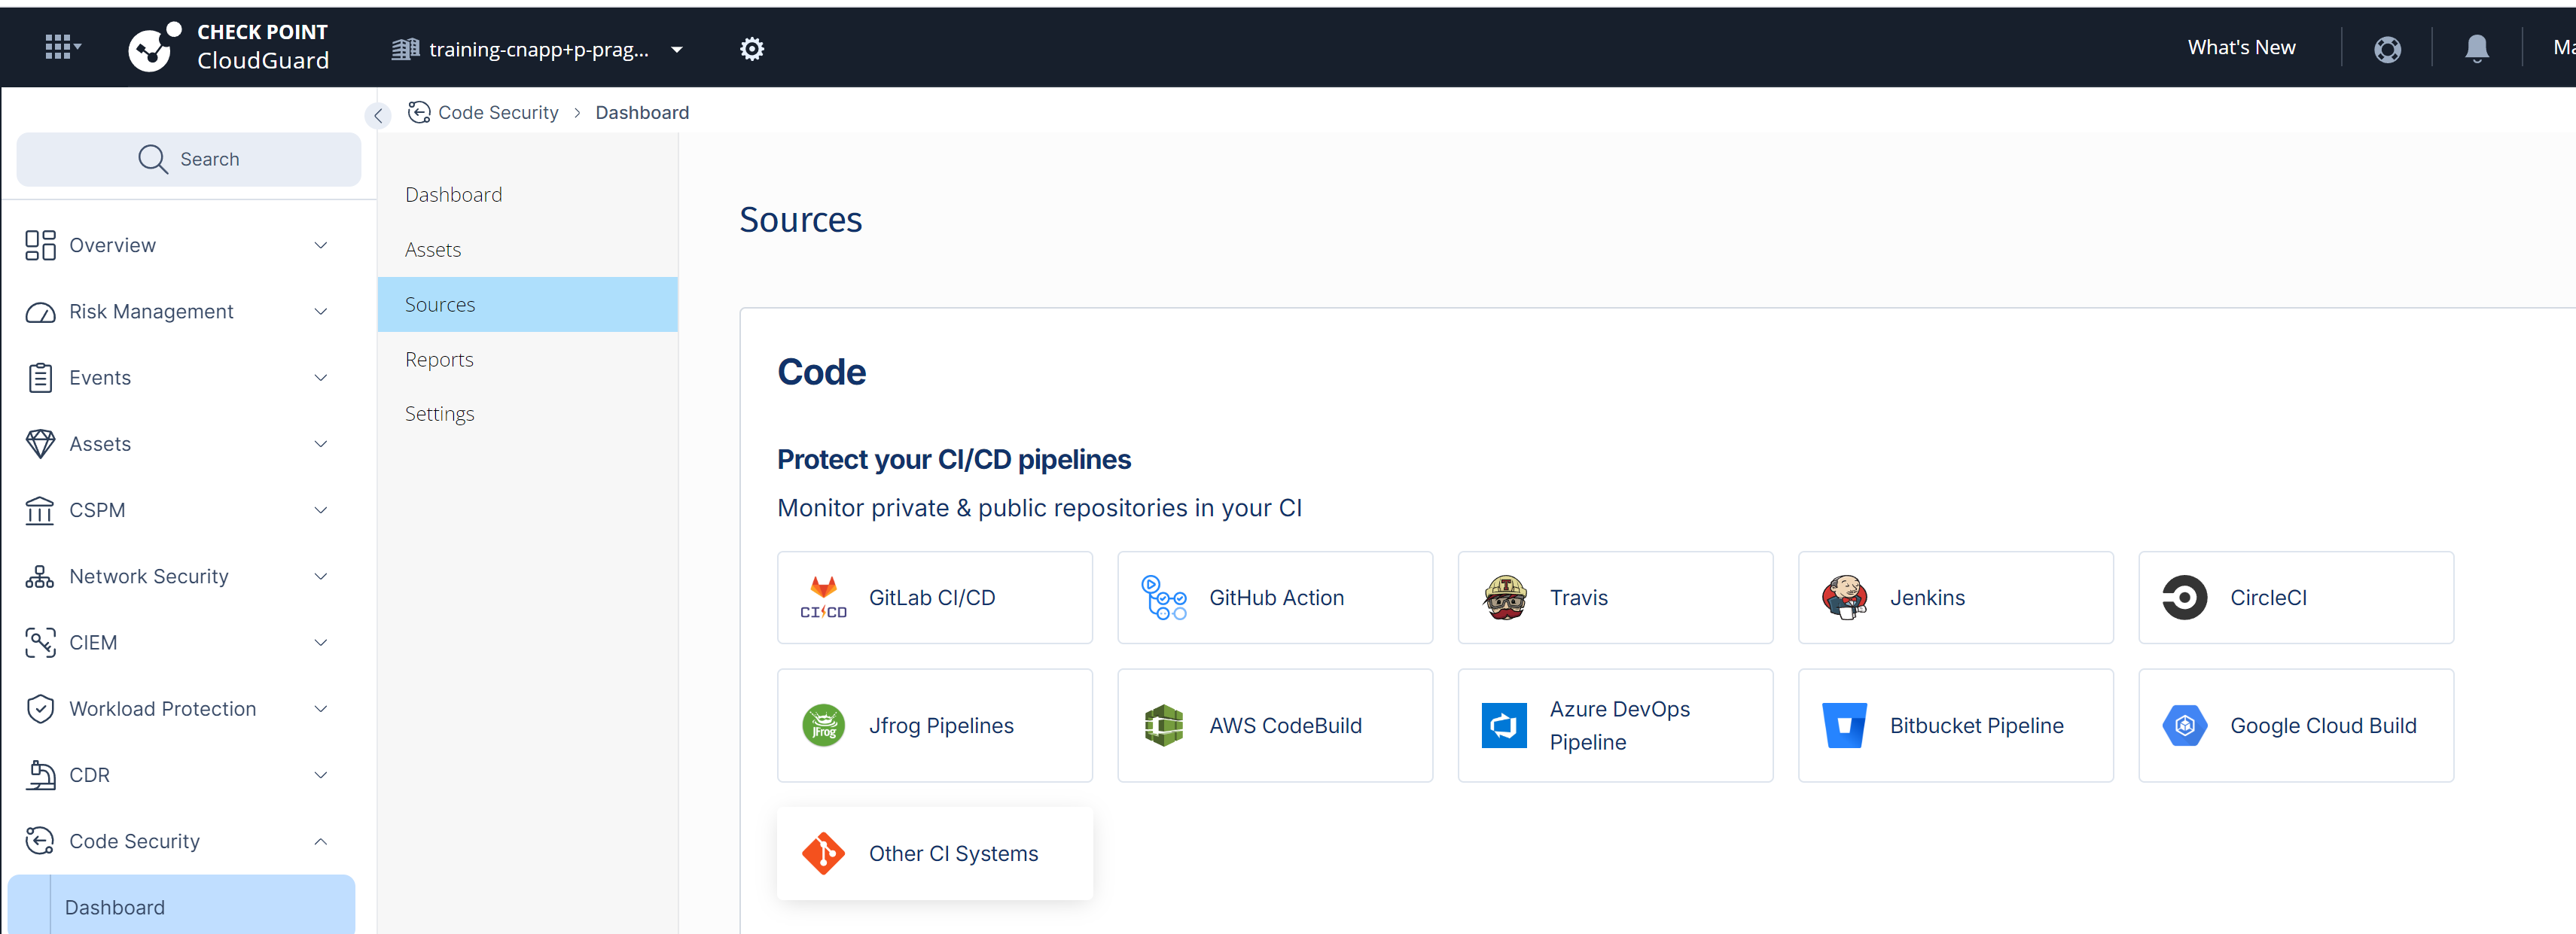 CHECK POINT
CloudGuard
training-cnapp+p-prag...
What's New
Ma
Code Security > Dashboard
Search
Overview
Risk Management
Events
Assets
CSPM
Network Security
CIEM
Workload Protection
CDR
Code Security
Dashboard
Dashboard
Assets
Sources
Reports
Settings
Sources
Code
Protect your CI/CD pipelines
Monitor private & public repositories in your CI
CI CD
GitLab CI/CD
GitHub Action
T
Travis
Jenkins
CircleCI
JFrog
Jfrog Pipelines
AWS CodeBuild
Azure DevOps
Pipeline
Bitbucket Pipeline
Google Cloud Build
Other CI Systems